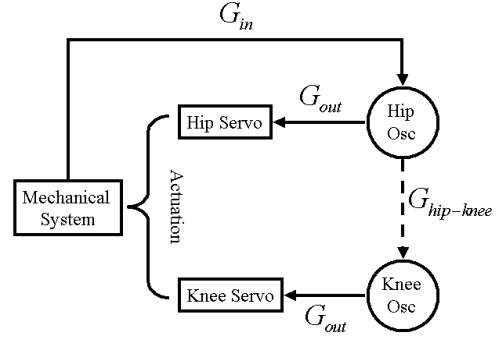 G_in
G_out
Hip
Osc
Hip Servo
Mechanical
System
Actuation
G_hip-knee
Knee
Osc
Knee Servo
G_out